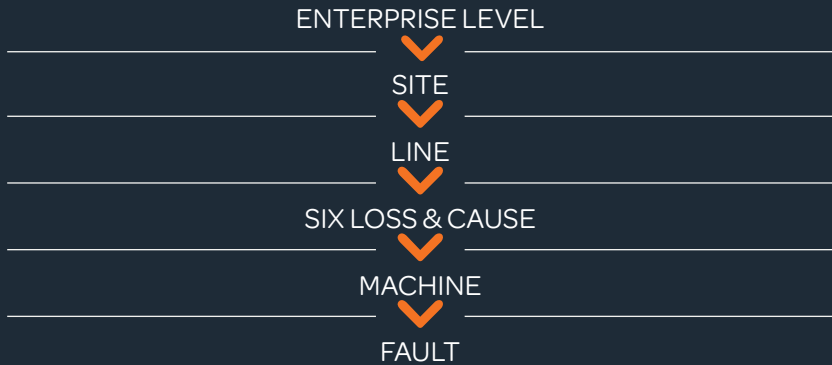 ENTERPRISE LEVEL
SITE
LINE
SIX LOSS & CAUSE
MACHINE
FAULT